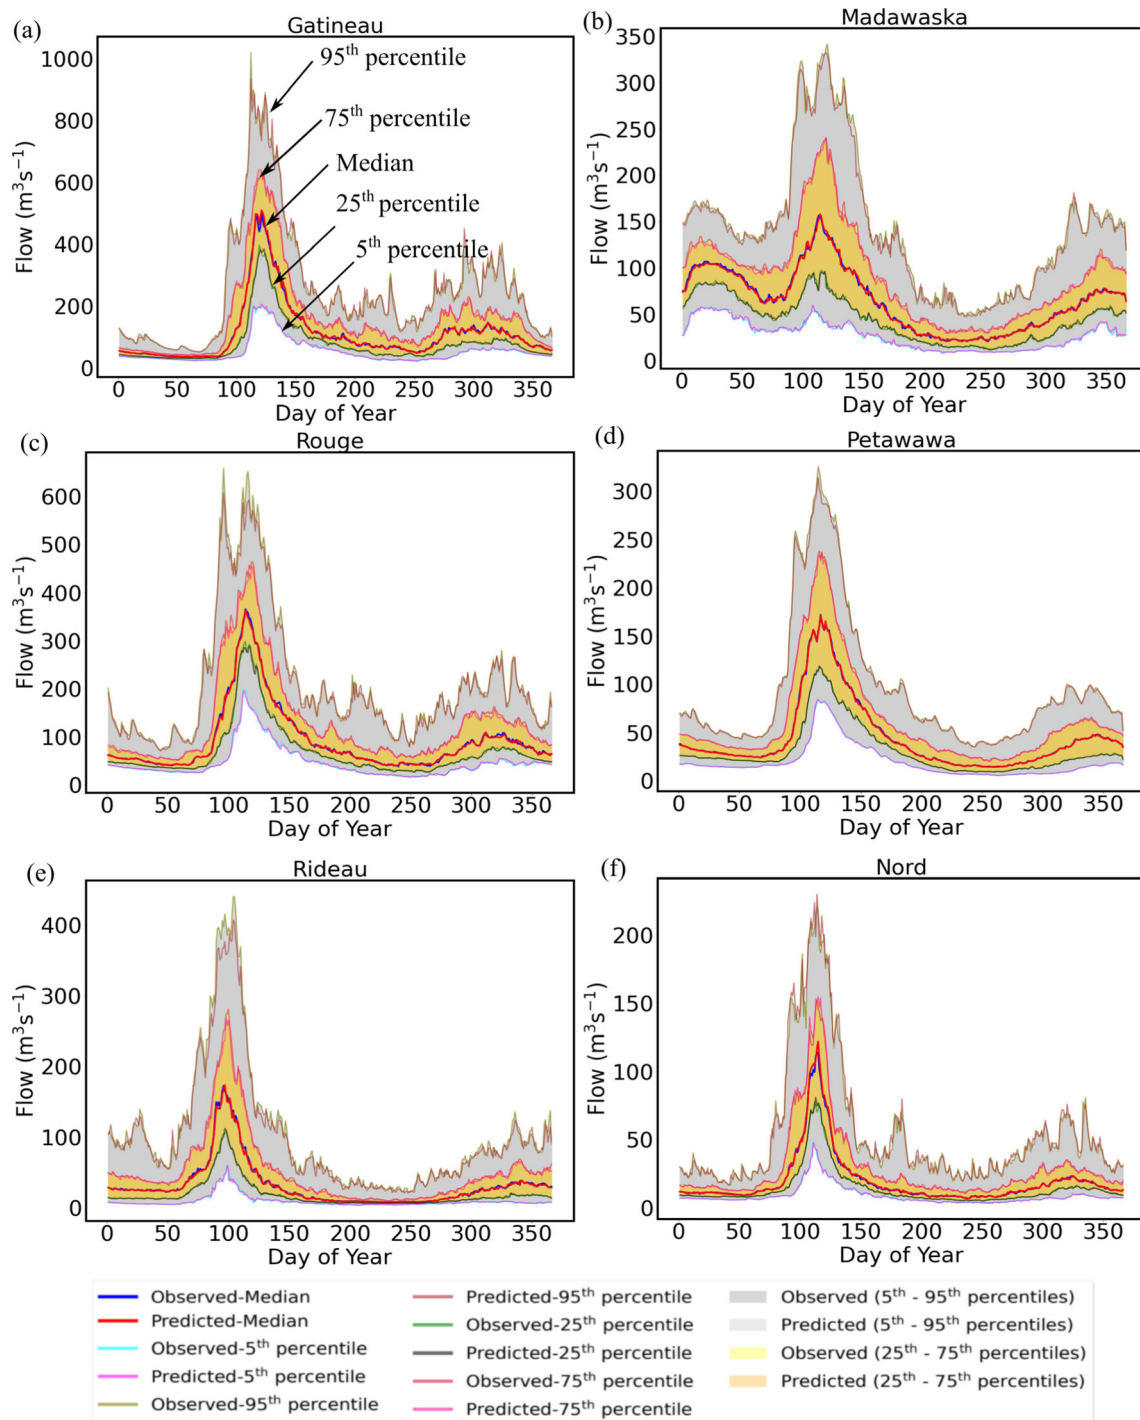 (a)
Gatineau
1000
800
600
400
200
0
Flow (m³s⁻¹)
95th percentile
75th percentile
Median
25th percentile
5th percentile
0 50 100 150 200 250 300 350
Day of Year
(b)
Madawaska
350
300
250
200
150
100
50
0
Flow (m³s⁻¹)
0 50 100 150 200 250 300 350
Day of Year
(c)
Rouge
600
500
400
300
200
100
0
Flow (m³s⁻¹)
0 50 100 150 200 250 300 350
Day of Year
(d)
Petawawa
300
250
200
150
100
50
0
Flow (m³s⁻¹)
0 50 100 150 200 250 300 350
Day of Year
(e)
Rideau
400
300
200
100
0
Flow (m³s⁻¹)
0 50 100 150 200 250 300 350
Day of Year
(f)
Nord
200
150
100
50
0
Flow (m³s⁻¹)
0 50 100 150 200 250 300 350
Day of Year
Observed-Median
Predicted-Median
Observed-5th percentile
Predicted-5th percentile
Observed-95th percentile
Predicted-95th percentile
Observed-25th percentile
Predicted-25th percentile
Observed-75th percentile
Predicted-75th percentile
Observed (5th - 95th percentiles)
Predicted (5th - 95th percentiles)
Observed (25th - 75th percentiles)
Predicted (25th - 75th percentiles)